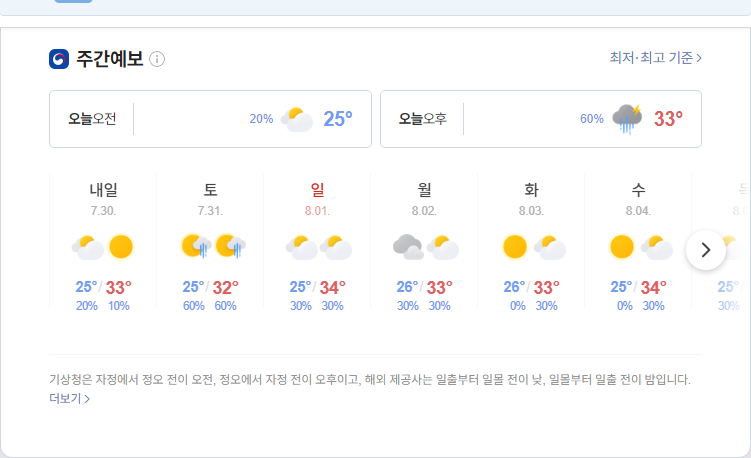 주간예보
최저·최고 기준
오늘오전 20% 25°
오늘오후 60% 33°
내일 토 일 월 화 수
7.30. 7.31. 8.01. 8.02. 8.03. 8.04.
25°/33° 25°/32° 25°/34° 26°/33° 26°/33° 25°/34° 25°
20% 10% 60% 60% 30% 30% 30% 30% 0% 30% 0% 30%
기상청은 자정에서 정오 전이 오전, 정오에서 자정 전이 오후이고, 해외 제공사는 일출부터 일몰 전이 낮, 일몰부터 일출 전이 밤입니다.
더보기